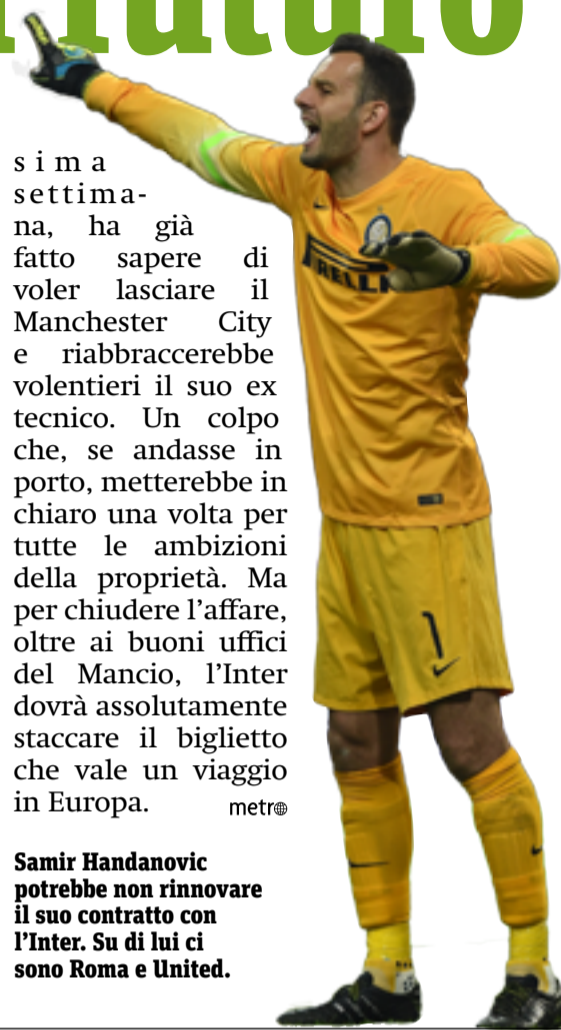 futuro
sima
settima-
na, ha già
fatto sapere di
voler lasciare il
Manchester City
e riabbraccerebbe
volentieri il suo ex
tecnico. Un colpo
che, se andasse in
porto, metterebbe in
chiaro una volta per
tutte le ambizioni
della proprietà. Ma
per chiudere l’affare,
oltre ai buoni uffici
del Mancio, l’Inter
dovrà assolutamente
staccare il biglietto
che vale un viaggio
in Europa. metro
Samir Handanovic
potrebbe non rinnovare
il suo contratto con
l’Inter. Su di lui ci
sono Roma e United.
PIRELLI
1